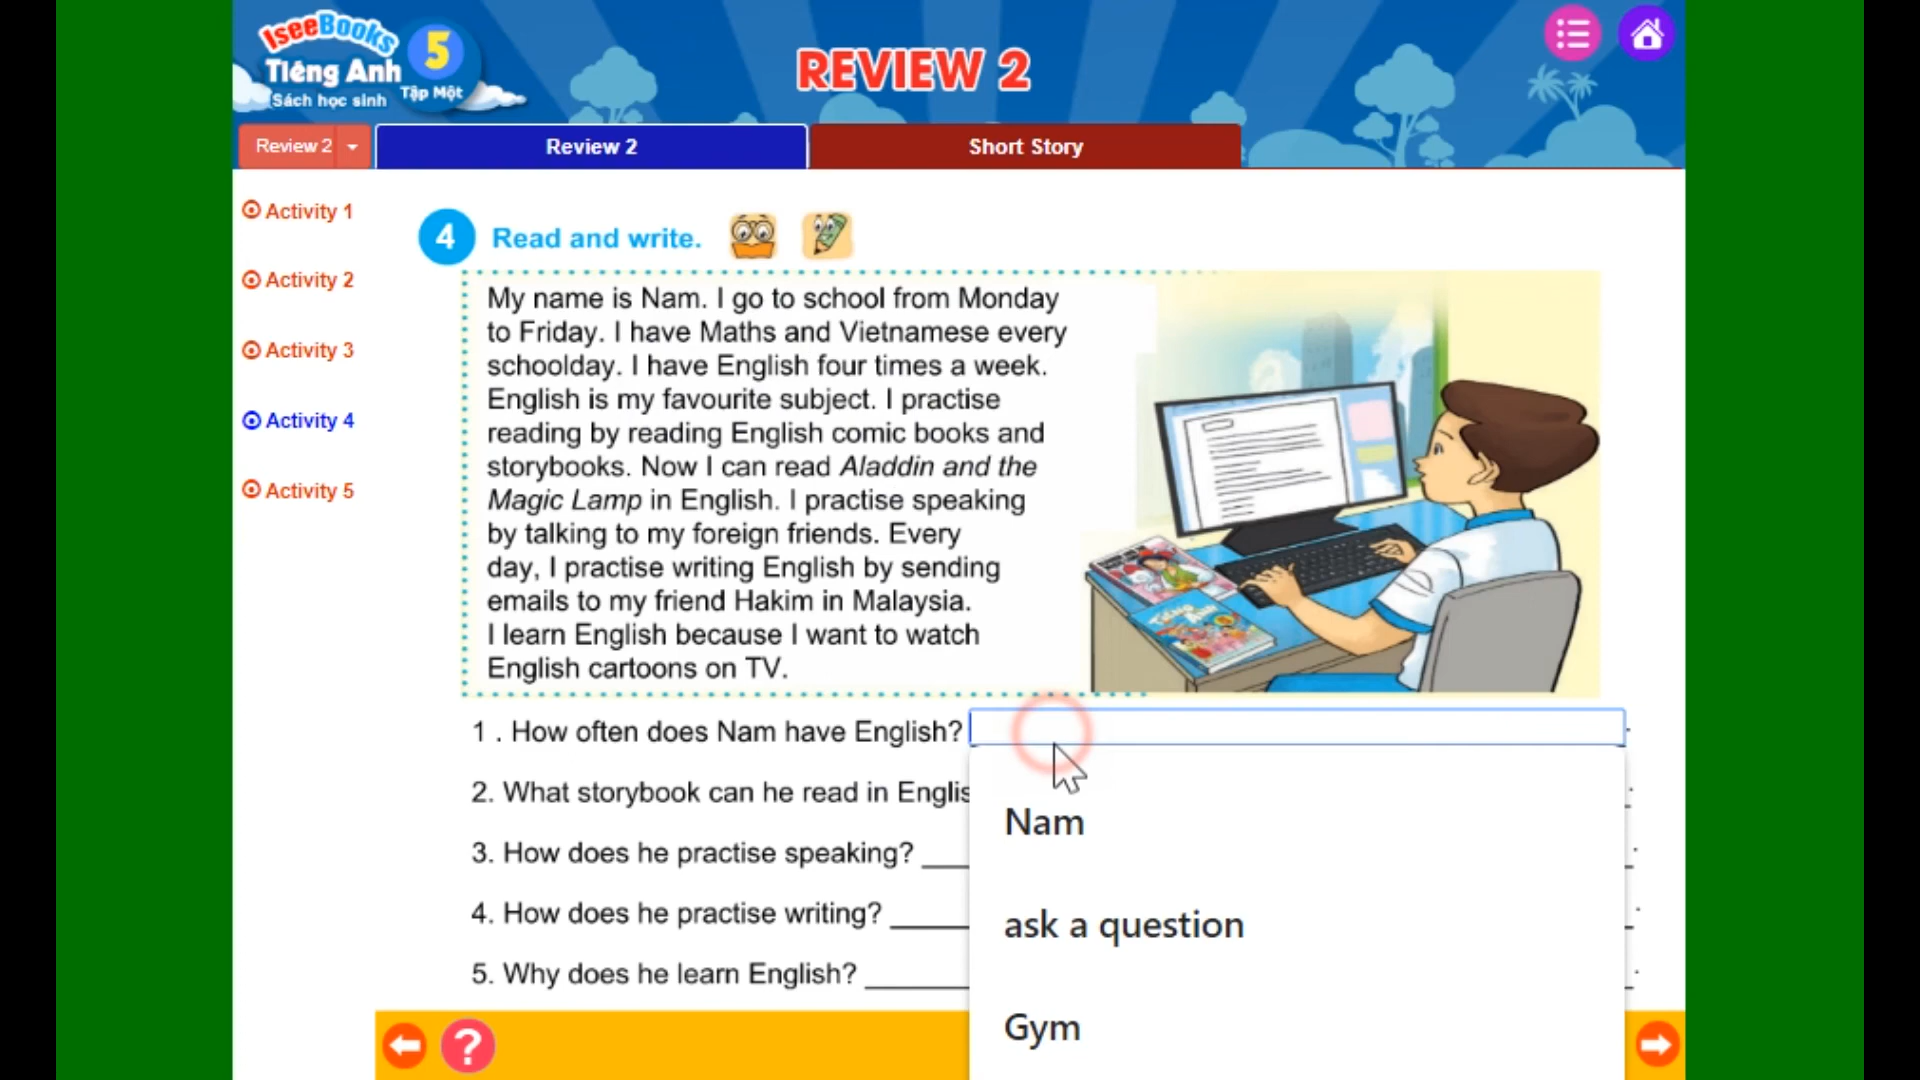 IseeBooks
Tiếng Anh 5
Sách học sinh Tập Một
REVIEW 2
Review 2
Review 2
Short Story
Activity 1
Activity 2
Activity 3
Activity 4
Activity 5
4 Read and write.
My name is Nam. I go to school from Monday
to Friday. I have Maths and Vietnamese every
schoolday. I have English four times a week.
English is my favourite subject. I practise
reading by reading English comic books and
storybooks. Now I can read Aladdin and the
Magic Lamp in English. I practise speaking
by talking to my foreign friends. Every
day, I practise writing English by sending
emails to my friend Hakim in Malaysia.
I learn English because I want to watch
English cartoons on TV.
TIẾNG ANH
1 . How often does Nam have English?
2. What storybook can he read in Englis
3. How does he practise speaking?
4. How does he practise writing?
5. Why does he learn English?
Nam
ask a question
Gym
?